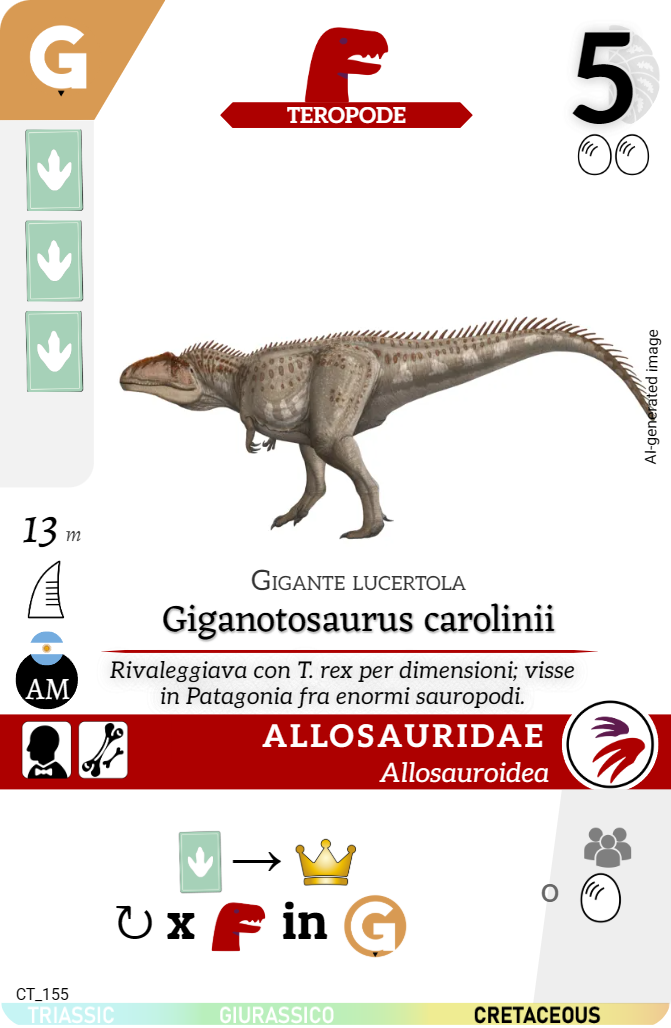 G
TEROPODE
5
AI-generated image
13 m
GIGANTE LUCERTOLA
Giganotosaurus carolinii
Rivaleggiava con T. rex per dimensioni; visse
in Patagonia fra enormi sauropodi.
AM
ALLOSAURIDAE
Allosauroidea
→
↻ x in G
o
CT_155
TRIASSIC GIURASSICO CRETACEOUS